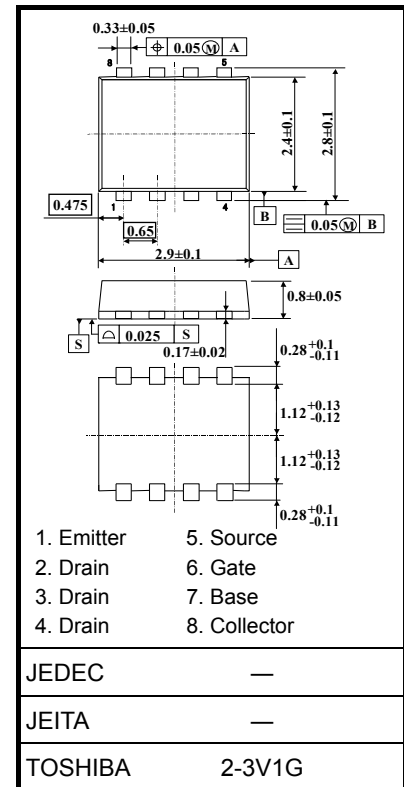 0.33±0.05
⌖ 0.05 Ⓜ A
8 5
2.4±0.1
2.8±0.1
0.475
1 4
B
0.65
⌯ 0.05 Ⓜ B
2.9±0.1
A
0.8±0.05
S
⌓ 0.025 S
0.17±0.02
0.28 +0.1 -0.11
1.12 +0.13 -0.12
1.12 +0.13 -0.12
0.28 +0.1 -0.11
1. Emitter 5. Source
2. Drain 6. Gate
3. Drain 7. Base
4. Drain 8. Collector
JEDEC —
JEITA —
TOSHIBA 2-3V1G